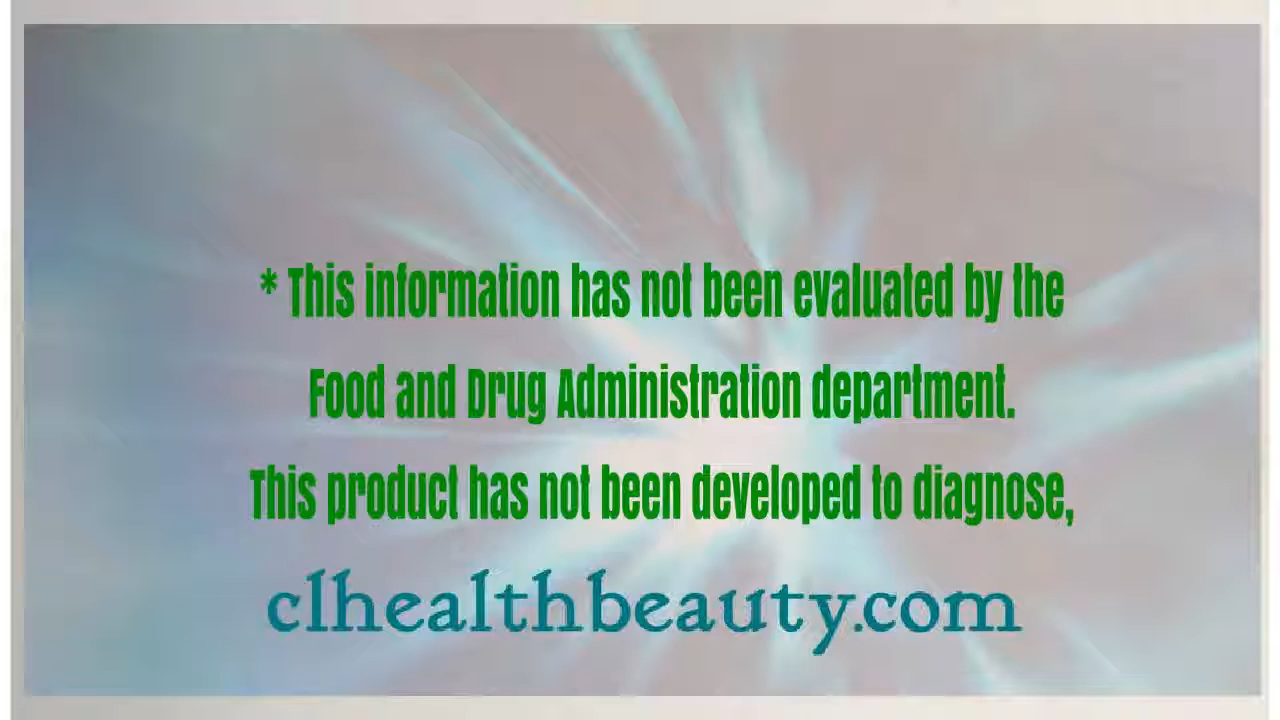 * This information has not been evaluated by the
Food and Drug Administration department.
This product has not been developed to diagnose,
clhealthbeauty.com